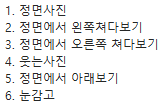 1. 정면사진
2. 정면에서 왼쪽쳐다보기
3. 정면에서 오른쪽 쳐다보기
4. 웃는사진
5. 정면에서 아래보기
6. 눈감고